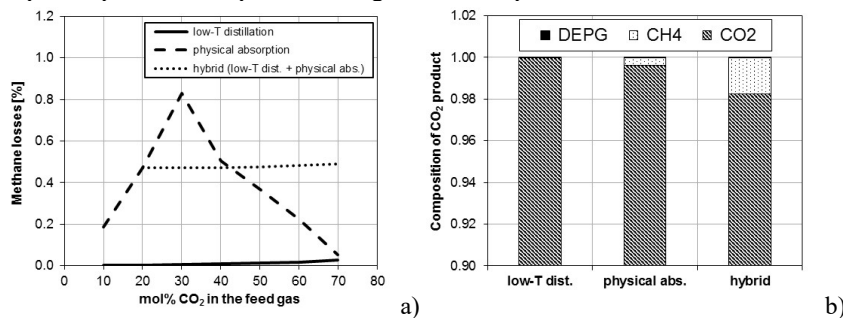 low-T distillation
physical absorption
hybrid (low-T dist. + physical abs.)
Methane losses [%]
1.2
1.0
0.8
0.6
0.4
0.2
0.0
0 10 20 30 40 50 60 70 80
mol% CO₂ in the feed gas
a)
DEPG CH4 CO2
Composition of CO₂ product
1.02
1.00
0.98
0.96
0.94
0.92
0.90
low-T dist. physical abs. hybrid
b)